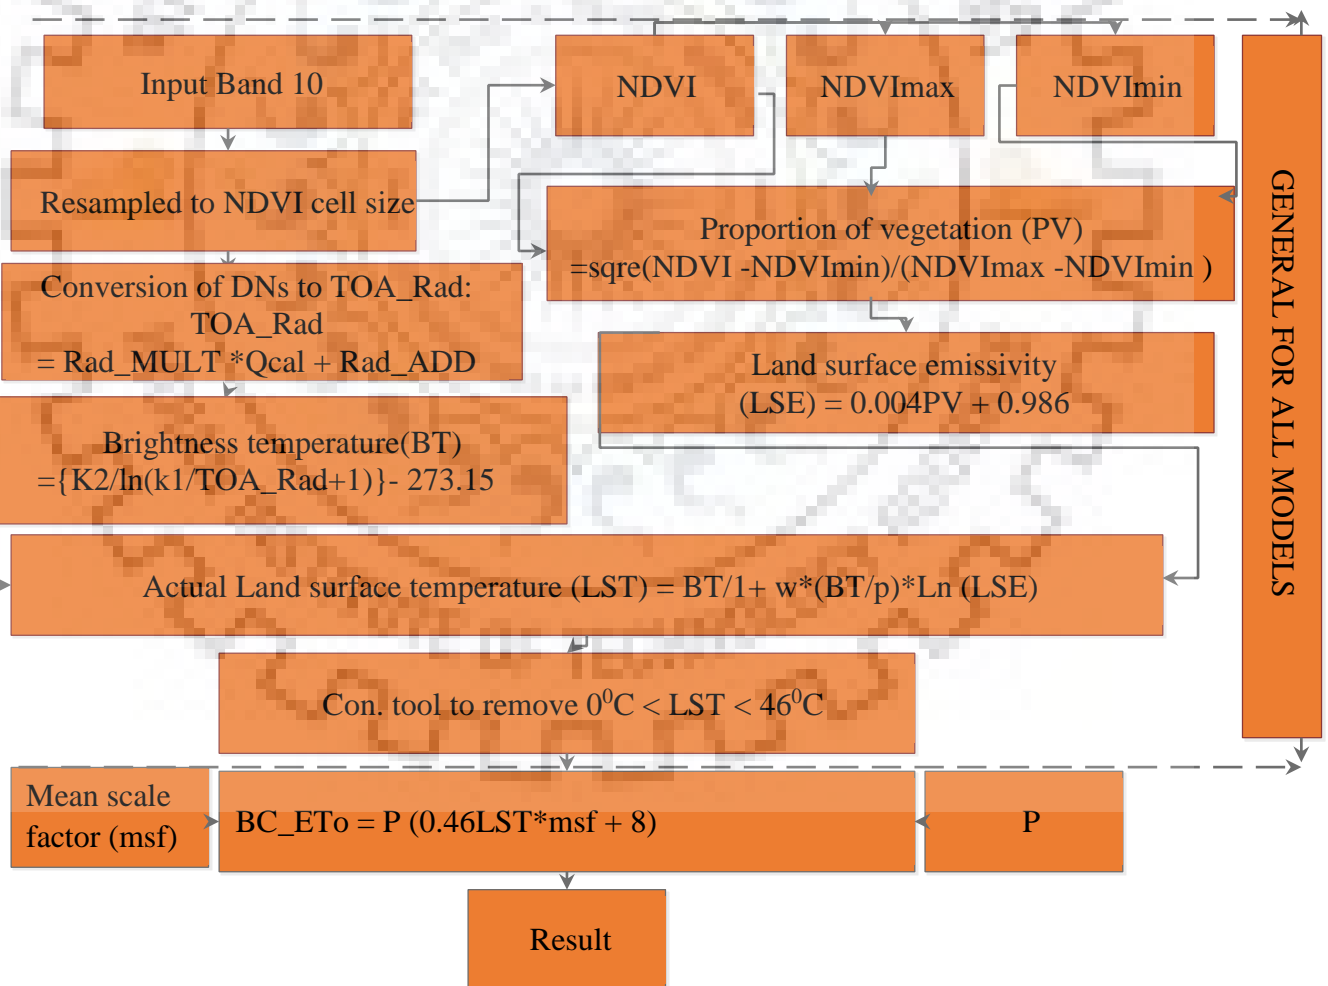 Input Band 10
NDVI
NDVImax
NDVImin
Resampled to NDVI cell size
Proportion of vegetation (PV)
=sqre(NDVI -NDVImin)/(NDVImax -NDVImin )
Conversion of DNs to TOA_Rad:
TOA_Rad
= Rad_MULT *Qcal + Rad_ADD
Land surface emissivity
(LSE) = 0.004PV + 0.986
Brightness temperature(BT)
={K2/ln(k1/TOA_Rad+1)}- 273.15
Actual Land surface temperature (LST) = BT/1+ w*(BT/p)*Ln (LSE)
Con. tool to remove 0⁰C < LST < 46⁰C
GENERAL FOR ALL MODELS
Mean scale
factor (msf)
BC_ETo = P (0.46LST*msf + 8)
P
Result